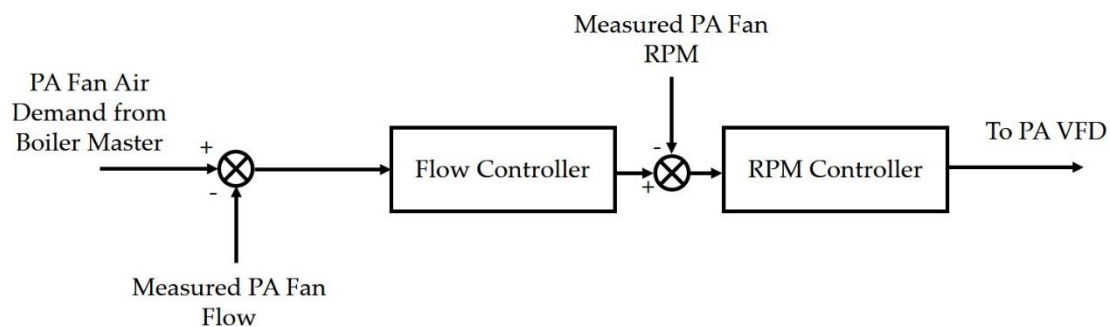 Measured PA Fan
RPM
PA Fan Air
Demand from
Boiler Master
+
-
Flow Controller
-
+
RPM Controller
To PA VFD
Measured PA Fan
Flow